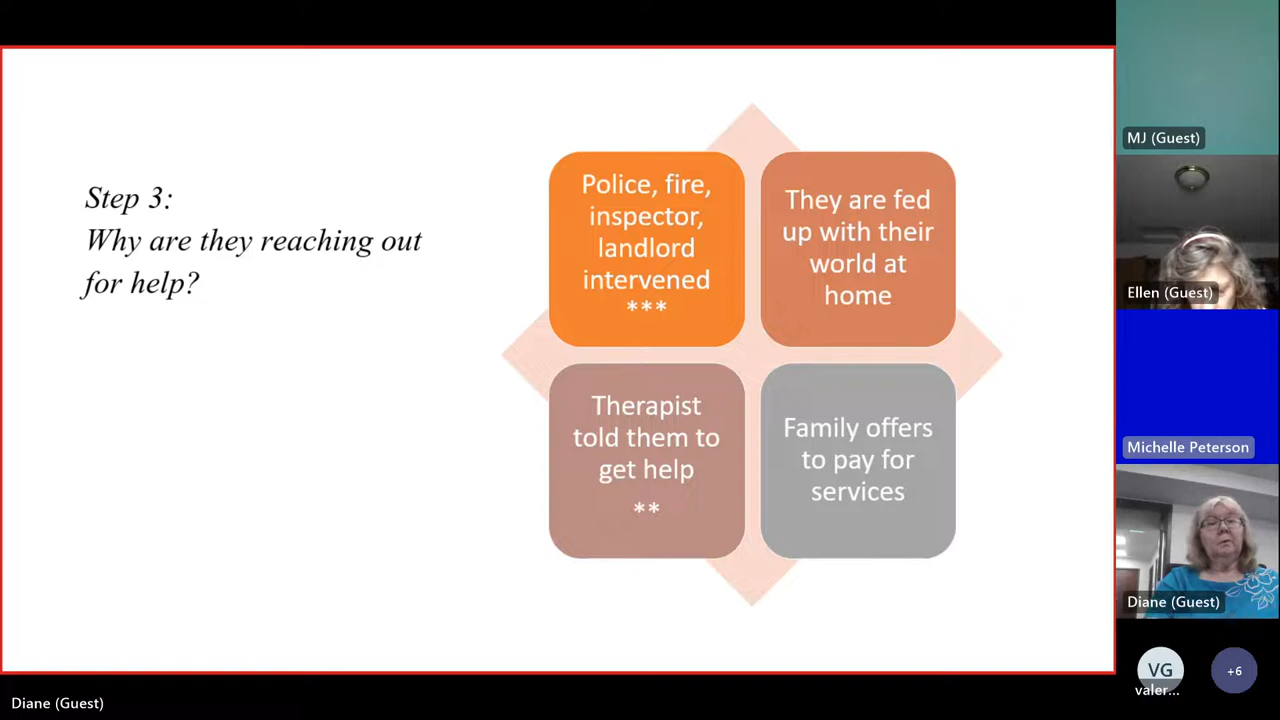 Step 3:
Why are they reaching out
for help?
Police, fire,
inspector,
landlord
intervened
***
They are fed
up with their
world at
home
Therapist
told them to
get help
**
Family offers
to pay for
services
MJ (Guest)
Ellen (Guest)
Michelle Peterson
Diane (Guest)
VG
valer...
+6
Diane (Guest)